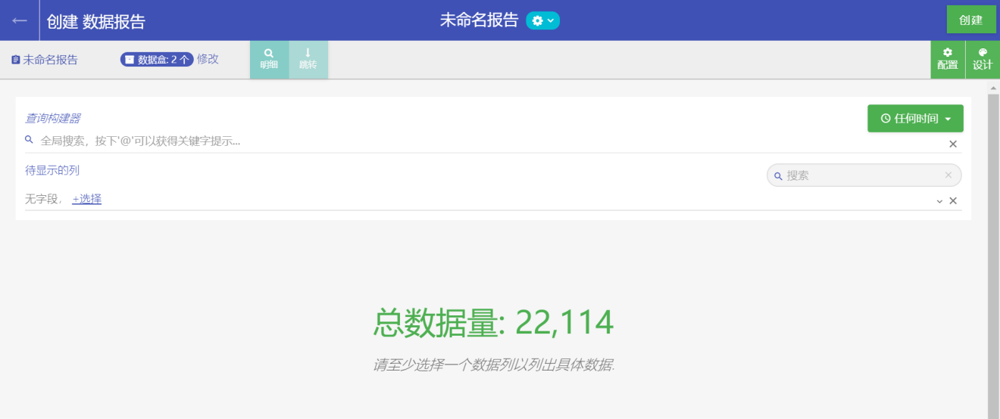 创建 数据报告
未命名报告
创建
未命名报告
数据盒: 2 个 修改
明细
跳转
配置
设计
查询构建器
任何时间
全局搜索，按下'@'可以获得关键字提示...
待显示的列
搜索
无字段， +选择
总数据量: 22,114
请至少选择一个数据列以列出具体数据.